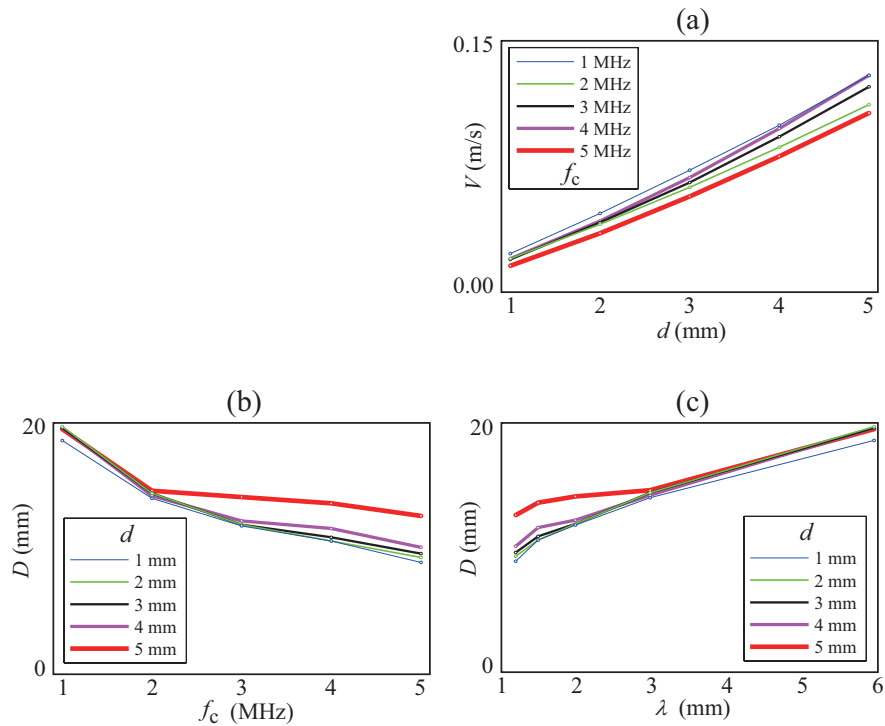 (a)
0.15
1 MHz
2 MHz
3 MHz
4 MHz
5 MHz
f_c
V (m/s)
0.00
1 2 3 4 5
d (mm)
(b)
20
D (mm)
d
1 mm
2 mm
3 mm
4 mm
5 mm
0
1 2 3 4 5
f_c (MHz)
(c)
20
D (mm)
d
1 mm
2 mm
3 mm
4 mm
5 mm
0
2 3 4 5 6
λ (mm)